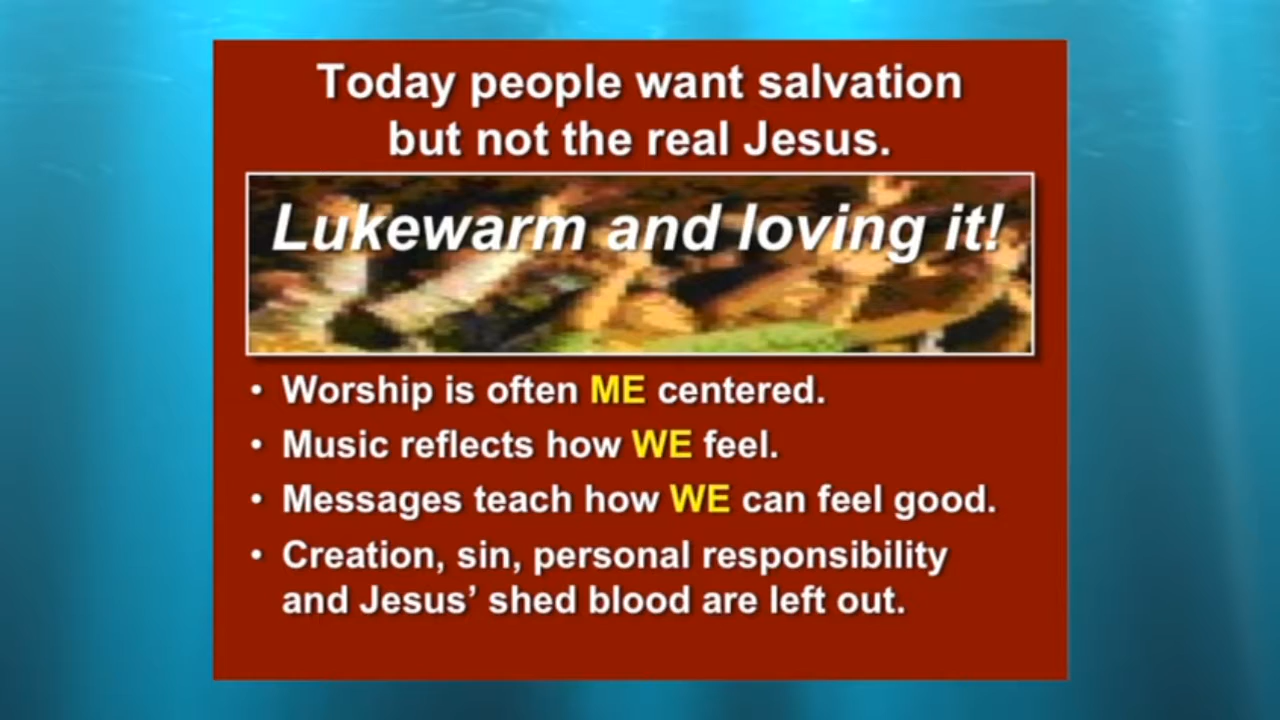 Today people want salvation
but not the real Jesus.
Lukewarm and loving it!
• Worship is often ME centered.
• Music reflects how WE feel.
• Messages teach how WE can feel good.
• Creation, sin, personal responsibility
and Jesus’ shed blood are left out.